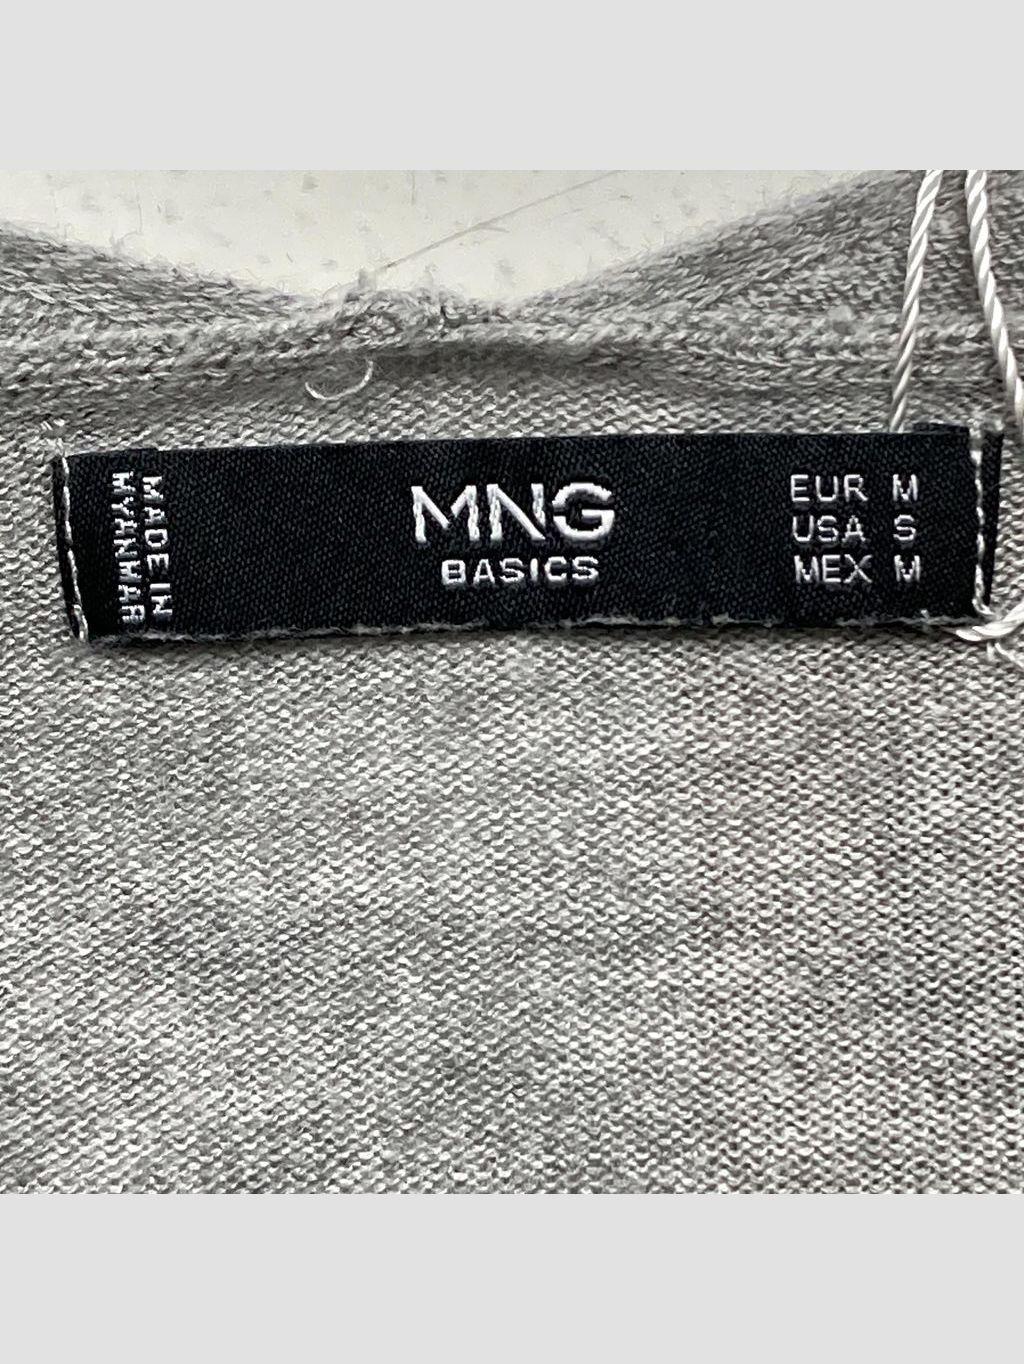 MADE IN
MYANMAR
MNG
BASICS
EUR M
USA S
MEX M